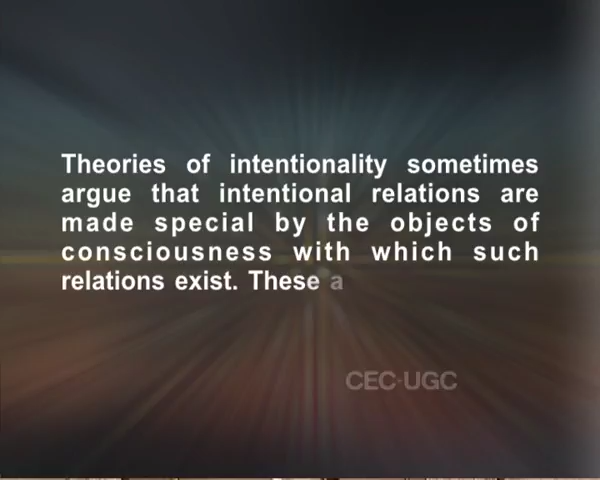 Theories of intentionality sometimes
argue that intentional relations are
made special by the objects of
consciousness with which such
relations exist. These a
CEC-UGC